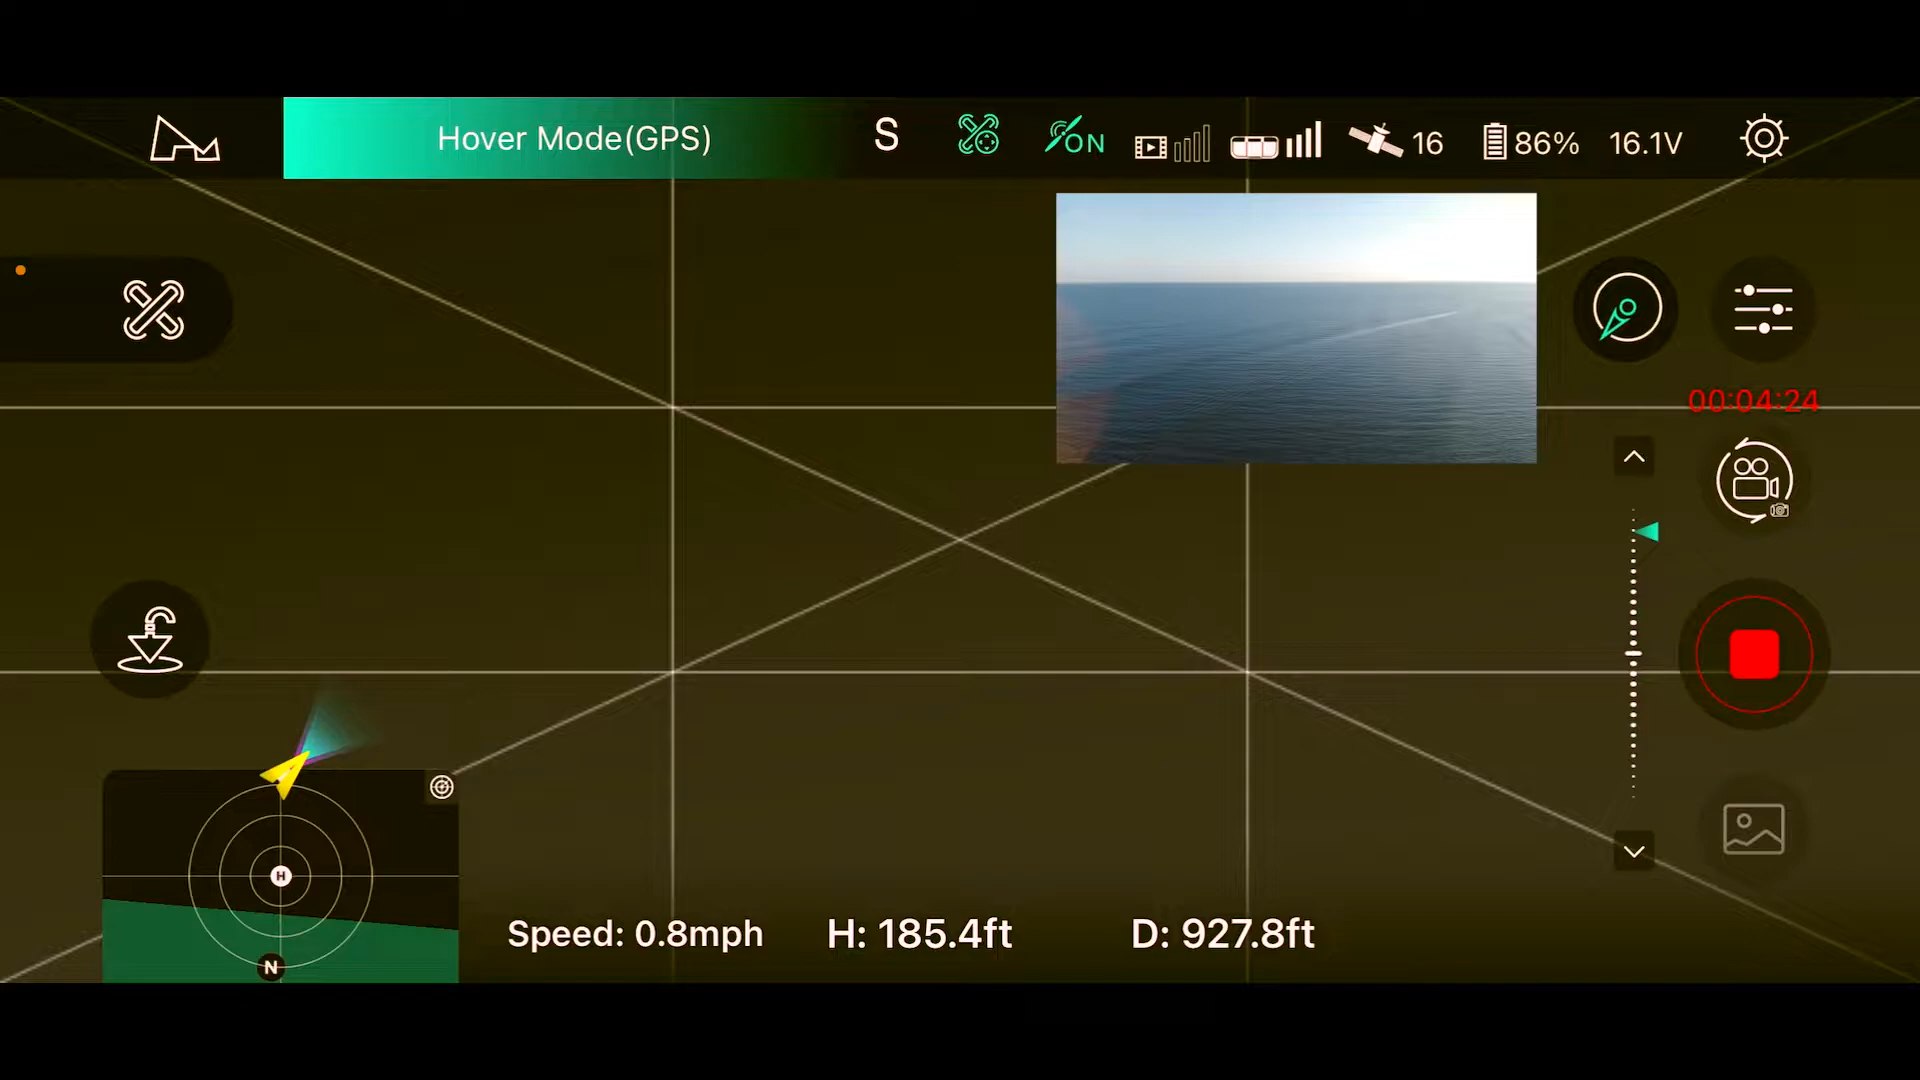 Hover Mode(GPS) S ON 16 86% 16.1V
00:04:24
H
N
Speed: 0.8mph H: 185.4ft D: 927.8ft